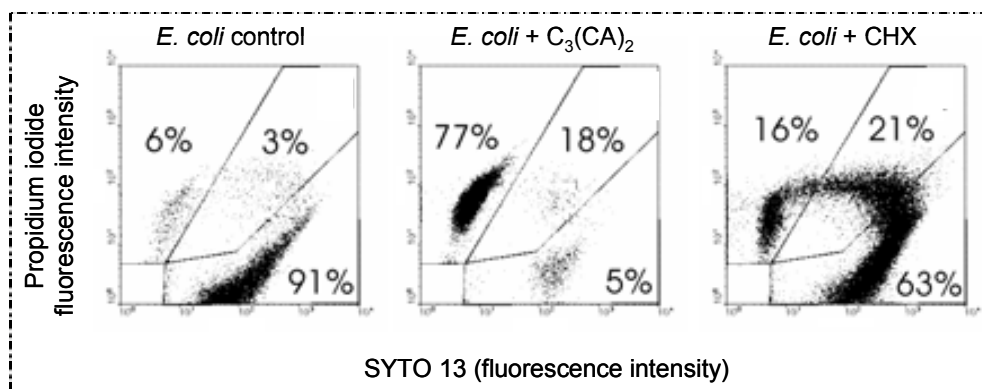 E. coli control
E. coli + C₃(CA)₂
E. coli + CHX
Propidium iodide
fluorescence intensity
6%
3%
91%
77%
18%
5%
16%
21%
63%
SYTO 13 (fluorescence intensity)